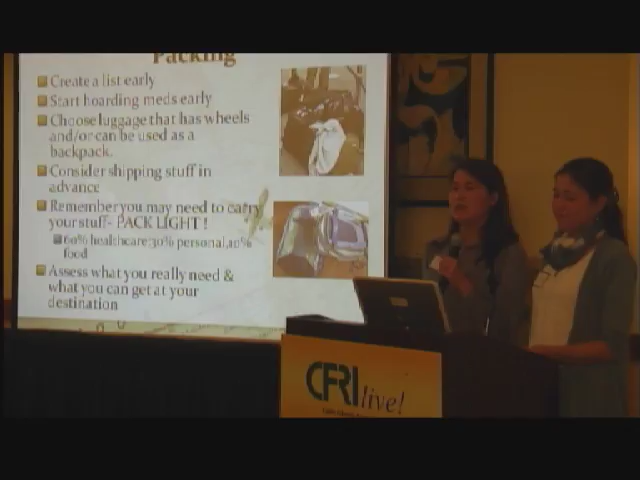 Packing
Create a list early
Start hoarding meds early
Choose luggage that has wheels
and/or can be used as a
backpack.
Consider shipping stuff in
advance
Remember you may need to carry
your stuff- PACK LIGHT !
60% healthcare:30% personal,10%
food
Assess what you really need &
what you can get at your
destination
CFRI live!